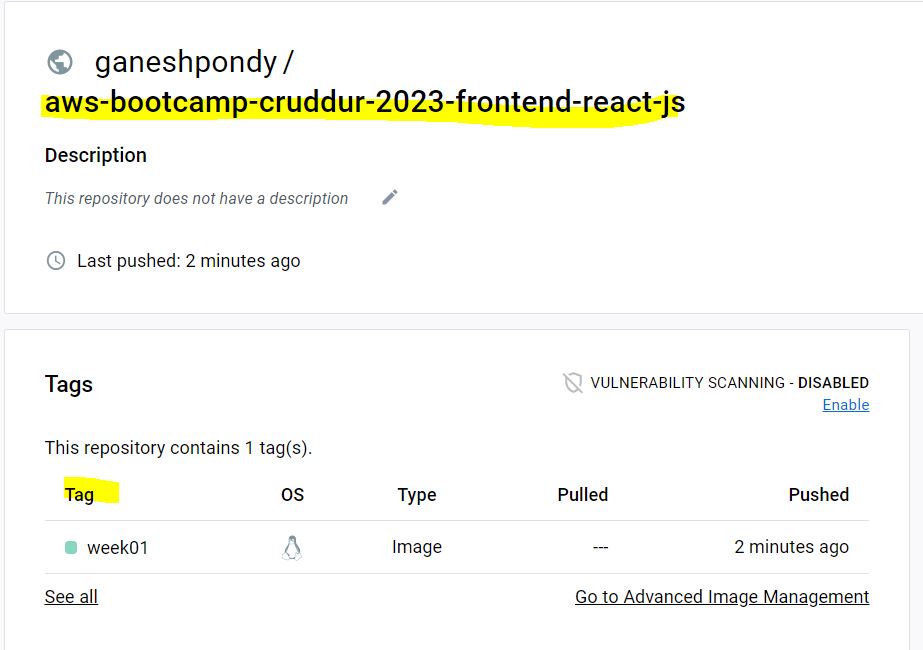 ganeshpondy /
aws-bootcamp-cruddur-2023-frontend-react-js
Description
This repository does not have a description
Last pushed: 2 minutes ago
Tags
VULNERABILITY SCANNING - DISABLED
Enable
This repository contains 1 tag(s).
Tag OS Type Pulled Pushed
week01 Image --- 2 minutes ago
See all Go to Advanced Image Management